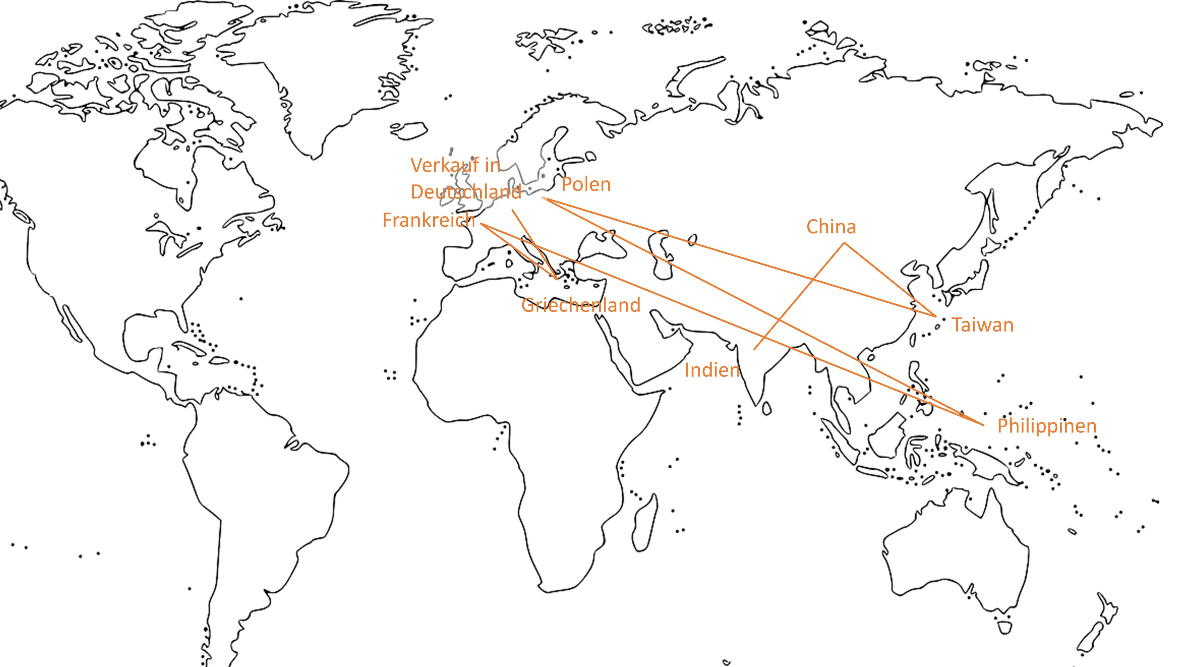 Verkauf in
Deutschland
Polen
Frankreich
China
Griechenland
Taiwan
Indien
Philippinen